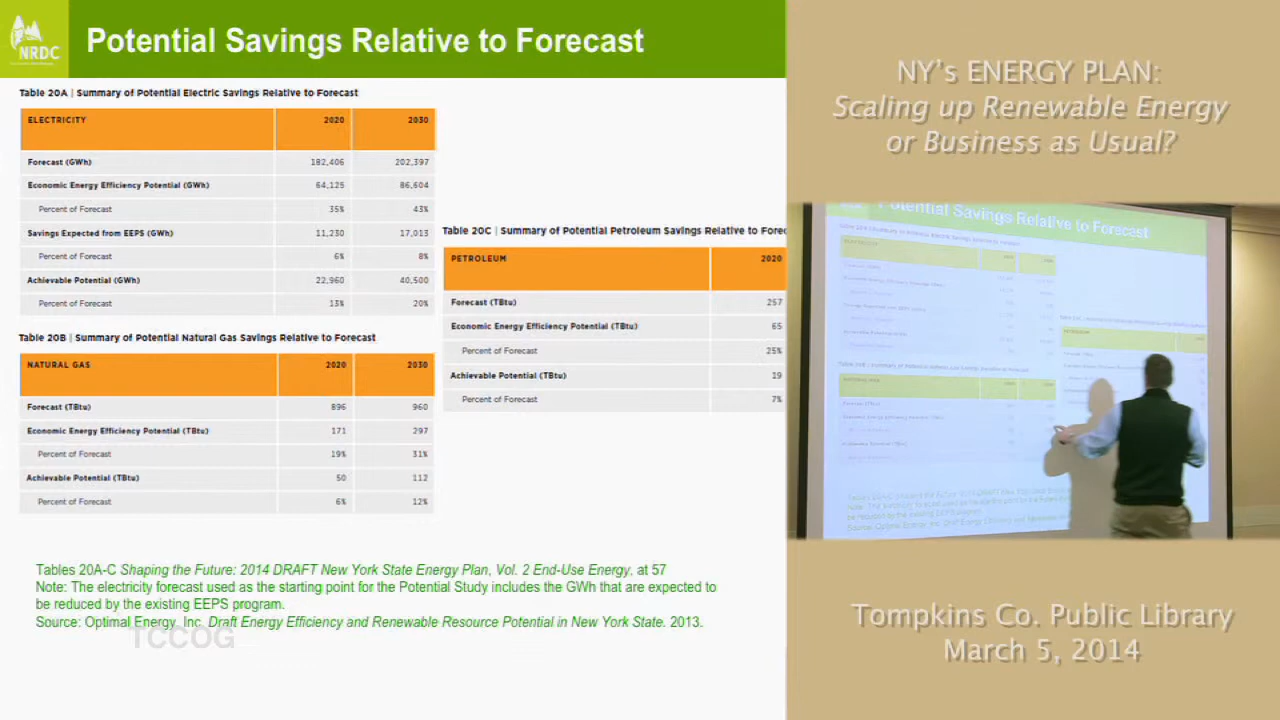 NRDC
Potential Savings Relative to Forecast
Table 20A | Summary of Potential Electric Savings Relative to Forecast
ELECTRICITY 2020 2030
Forecast (GWh) 182,406 202,397
Economic Energy Efficiency Potential (GWh) 64,125 86,604
Percent of Forecast 35% 43%
Savings Expected from EEPS (GWh) 11,230 17,013
Percent of Forecast 6% 8%
Achievable Potential (GWh) 22,960 40,500
Percent of Forecast 13% 20%
Table 20B | Summary of Potential Natural Gas Savings Relative to Forecast
NATURAL GAS 2020 2030
Forecast (TBtu) 896 960
Economic Energy Efficiency Potential (TBtu) 171 297
Percent of Forecast 19% 31%
Achievable Potential (TBtu) 50 112
Percent of Forecast 6% 12%
Table 20C | Summary of Potential Petroleum Savings Relative to Forec
PETROLEUM 2020
Forecast (TBtu) 257
Economic Energy Efficiency Potential (TBtu) 65
Percent of Forecast 25%
Achievable Potential (TBtu) 19
Percent of Forecast 7%
Tables 20A-C Shaping the Future: 2014 DRAFT New York State Energy Plan, Vol. 2 End-Use Energy, at 57
Note: The electricity forecast used as the starting point for the Potential Study includes the GWh that are expected to
be reduced by the existing EEPS program.
Source: Optimal Energy, Inc. Draft Energy Efficiency and Renewable Resource Potential in New York State. 2013.
TCCOG
NY's ENERGY PLAN:
Scaling up Renewable Energy
or Business as Usual?
Potential Savings Relative to Forecast
Tompkins Co. Public Library
March 5, 2014